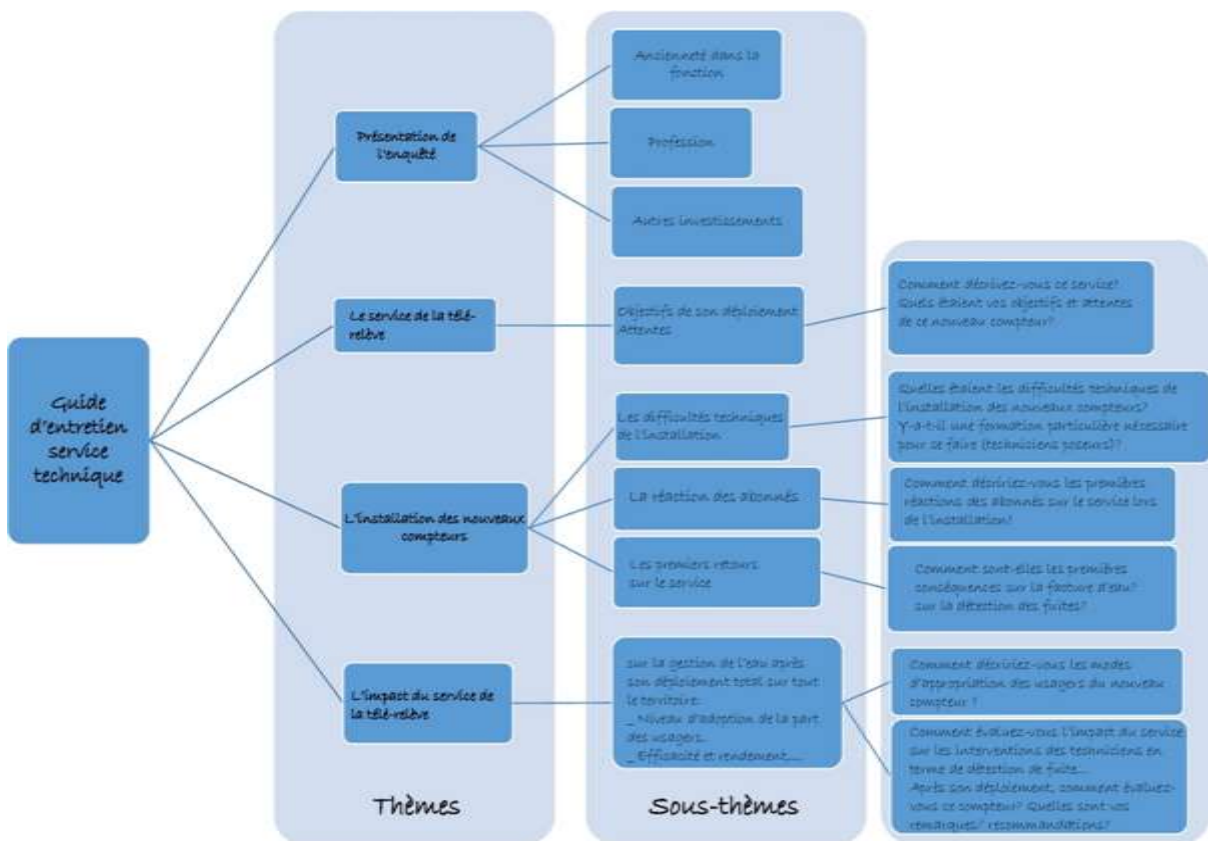 Guide
d'entretien
service
technique
Présentation de
l'enquêté
Le service de la télé-
relève
L'installation des nouveaux
compteurs
L'impact du service de
la télé-relève
Thèmes
Ancienneté dans la
fonction
Profession
Autres investissements
Objectifs de son déploiement
Attentes
Les difficultés techniques
de l'installation
La réaction des abonnés
Les premiers retours
sur le service
sur la gestion de l'eau après
son déploiement total sur tout
le territoire.
_ Niveau d'adoption de la part
des usagers.
_ Efficacité et rendement,...
Sous-thèmes
Comment décrivez-vous ce service?
Quels étaient vos objectifs et attentes
de ce nouveau compteur?
Quelles étaient les difficultés techniques de
l'installation des nouveaux compteurs?
Y-a-t-il une formation particulière nécessaire
pour se faire (techniciens poseurs)?
Comment décririez-vous les premières
réactions des abonnés sur le service lors
de l'installation?
Comment sont-elles les premières
conséquences sur la facture d'eau?
sur la détection des fuites?
Comment décririez-vous les modes
d'appropriation des usagers du nouveau
compteur ?
Comment évaluez-vous l'impact du service
sur les interventions des techniciens en
terme de détection de fuite...
Après son déploiement, comment évaluez-
vous ce compteur? Quelles sont vos
remarques/ recommandations?